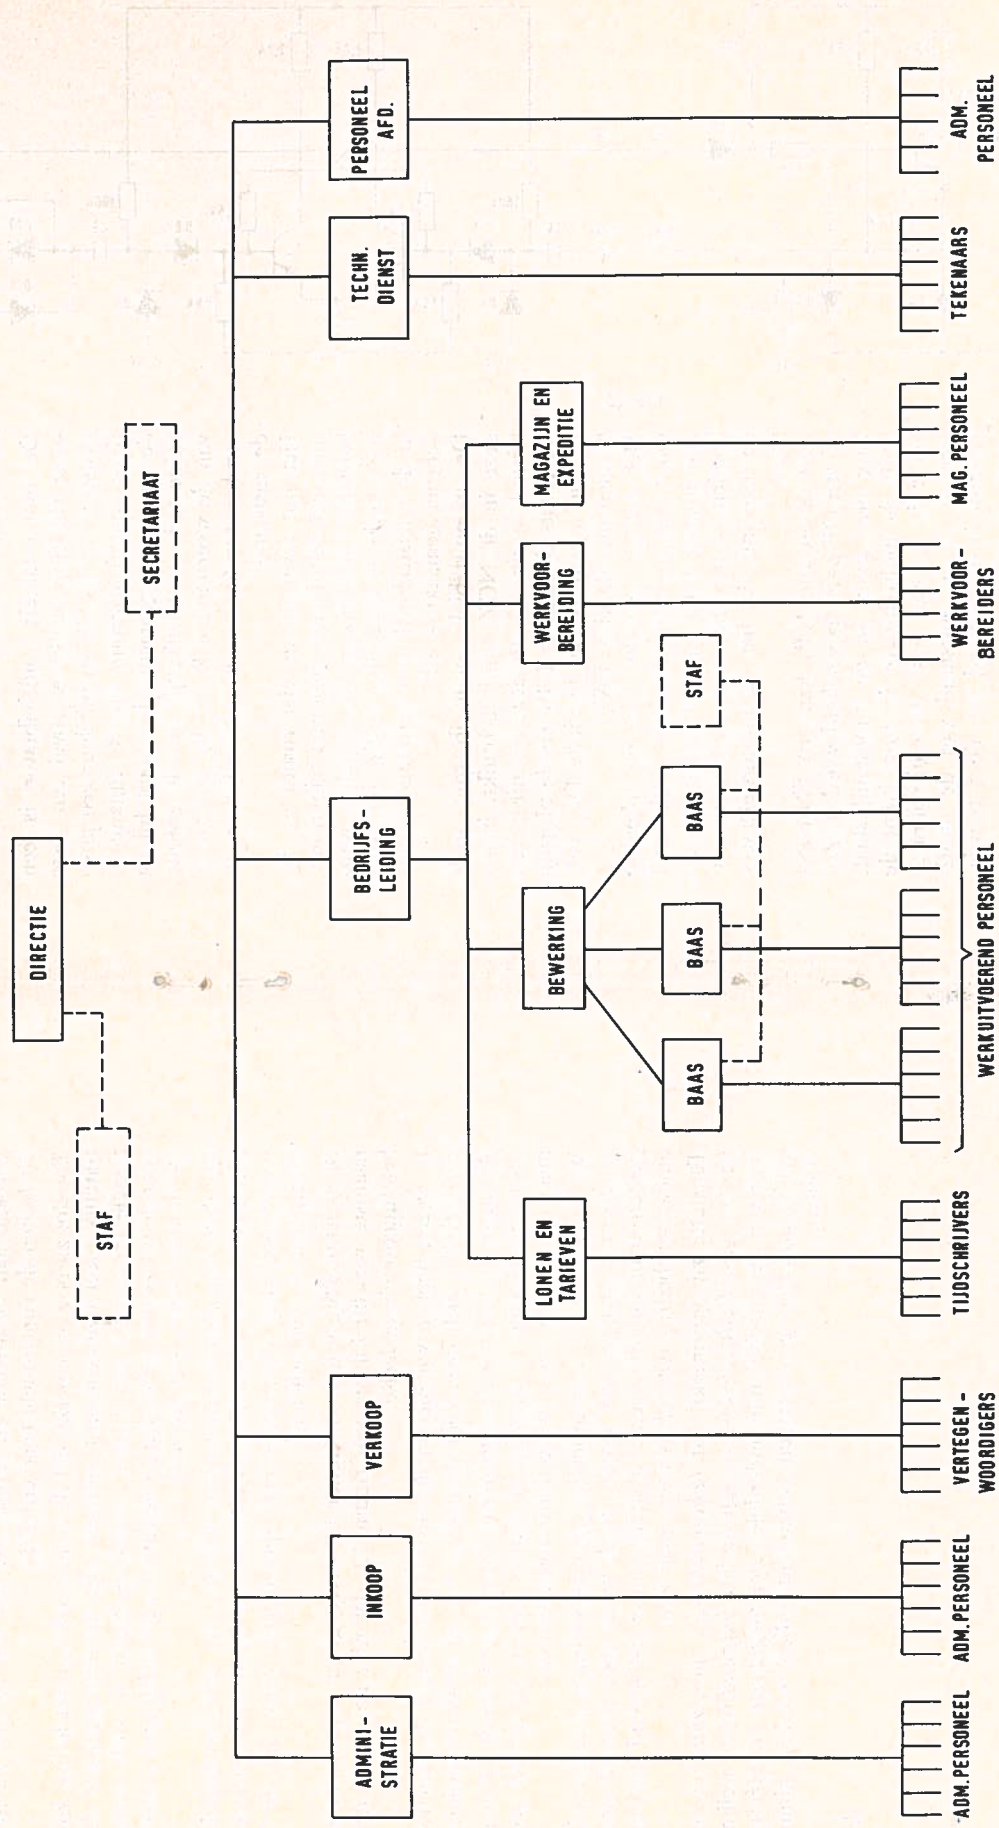 DIRECTIE
STAF
SECRETARIAAT
ADMINI-
STRATIE
INKOOP
VERKOOP
BEDRIJFS-
LEIDING
TECHN.
DIENST
PERSONEEL
AFD.
LONEN EN
TARIEVEN
BEWERKING
WERKVOOR-
BEREIDING
MAGAZIJN EN
EXPEDITIE
BAAS
BAAS
BAAS
STAF
ADM. PERSONEEL
ADM. PERSONEEL
VERTEGEN-
WOORDIGERS
TIJDSCHRIJVERS
WERKUITVOEREND PERSONEEL
WERKVOOR-
BEREIDERS
MAG. PERSONEEL
TEKENAARS
ADM.
PERSONEEL